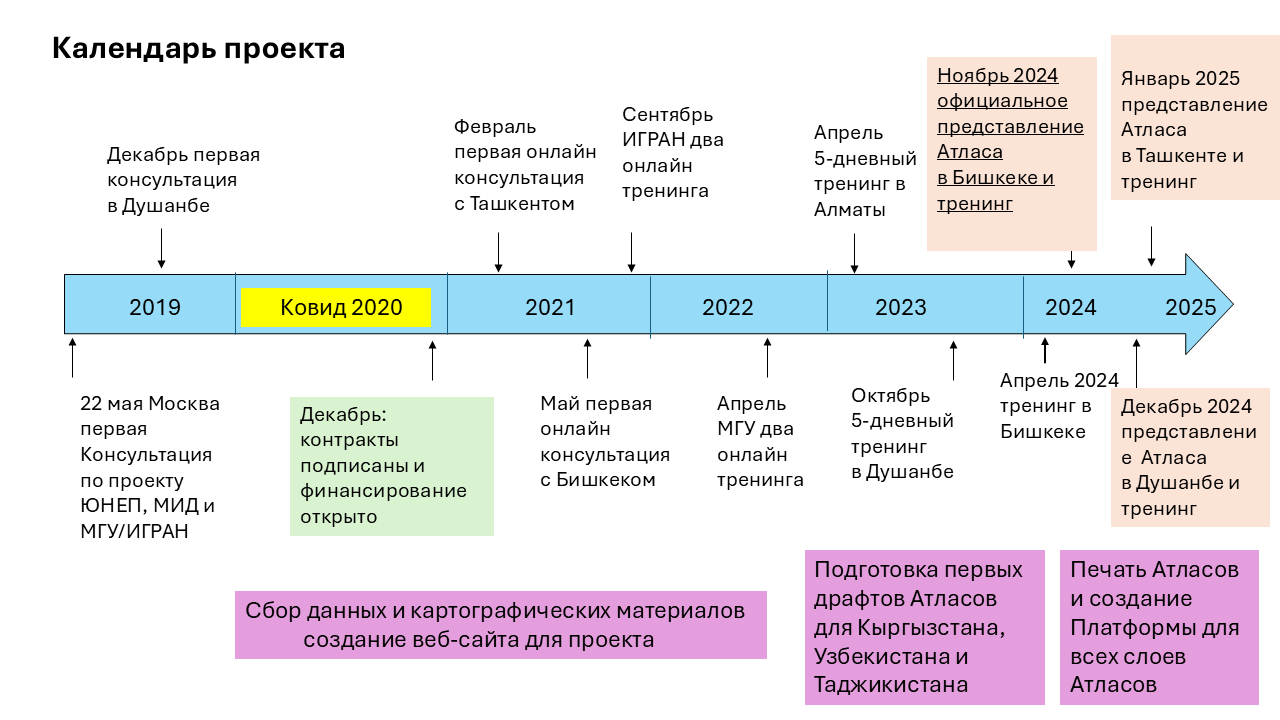 Календарь проекта
Декабрь первая
консультация
в Душанбе
Февраль
первая онлайн
консультация
с Ташкентом
Сентябрь
ИГРАН два
онлайн
тренинга
Апрель
5-дневный
тренинг в
Алматы
Ноябрь 2024
официальное
представление
Атласа
в Бишкеке и
тренинг
Январь 2025
представление
Атласа
в Ташкенте и
тренинг
2019
Ковид 2020
2021
2022
2023
2024
2025
22 мая Москва
первая
Консультация
по проекту
ЮНЕП, МИД и
МГУ/ИГРАН
Декабрь:
контракты
подписаны и
финансирование
открыто
Май первая
онлайн
консультация
с Бишкеком
Апрель
МГУ два
онлайн
тренинга
Октябрь
5-дневный
тренинг
в Душанбе
Апрель 2024
тренинг в
Бишкеке
Декабрь 2024
представлени
е  Атласа
в Душанбе и
тренинг
Сбор данных и картографических материалов
создание веб-сайта для проекта
Подготовка первых
драфтов Атласов
для Кыргызстана,
Узбекистана и
Таджикистана
Печать Атласов
и создание
Платформы для
всех слоев
Атласов